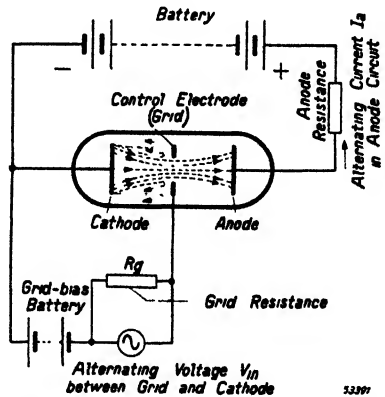 Battery
−
+
Control Electrode
(Grid)
Anode
Resistance
Alternating Current Ia
in Anode Circuit
Cathode
Anode
Grid-bias
Battery
Rg
Grid Resistance
Alternating Voltage VIn
between Grid and Cathode
53397